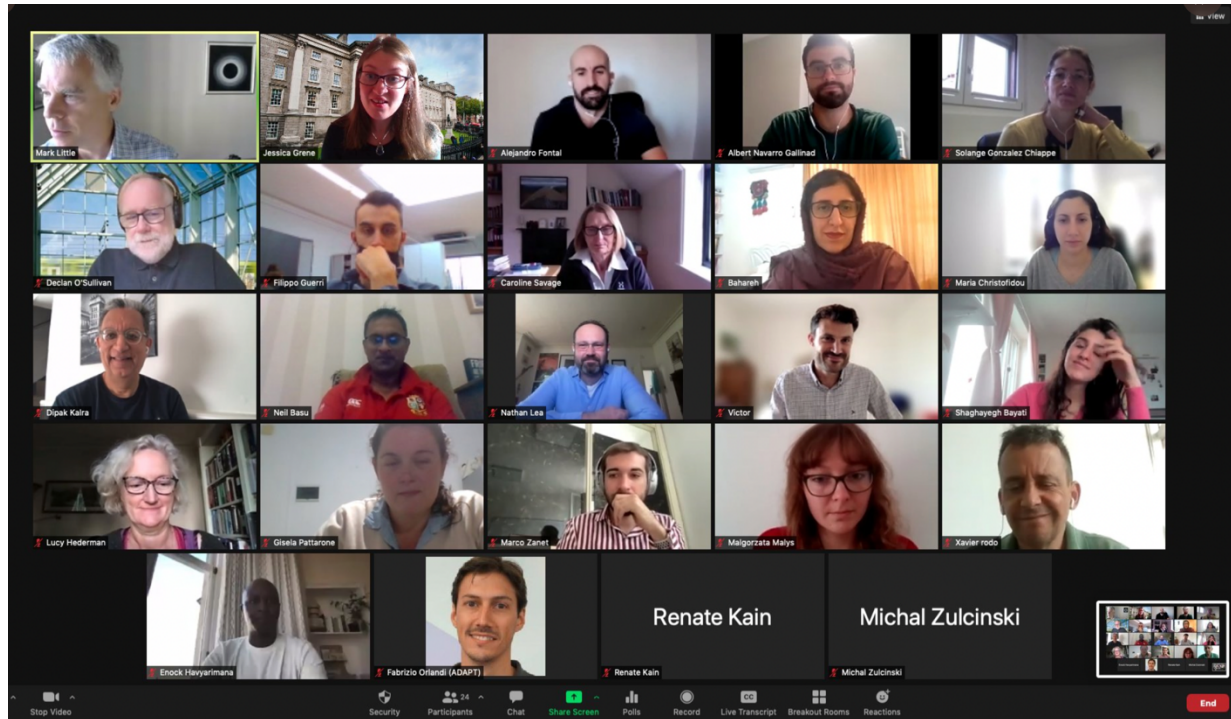 View
Mark Little
Jessica Grene
Alejandro Fontal
Albert Navarro Gallinad
Solange Gonzalez Chiappe
Declan O'Sullivan
Filippo Guerri
Caroline Savage
Bahareh
Maria Christofidou
Dipak Kalra
Neil Basu
Nathan Lea
Victor
Shaghayegh Bayati
Lucy Hederman
Gisela Pattarone
Marco Zanet
Malgorzata Malys
Xavier rodo
Enock Havyarimana
Fabrizio Orlandi (ADAPT)
Renate Kain
Renate Kain
Michal Zulcinski
Michal Zulcinski
Stop Video
Security
24
Participants
Chat
Share Screen
Polls
Record
CC
Live Transcript
Breakout Rooms
Reactions
End